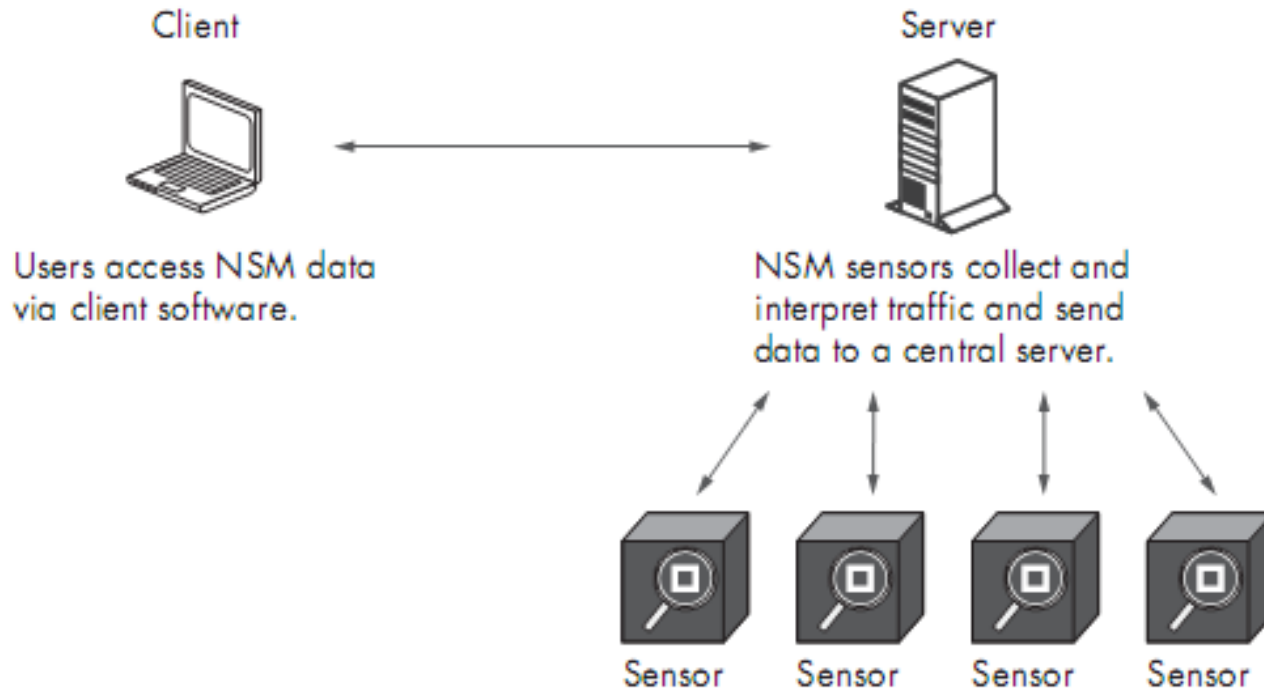 Client
Server
Users access NSM data
via client software.
NSM sensors collect and
interpret traffic and send
data to a central server.
Sensor
Sensor
Sensor
Sensor